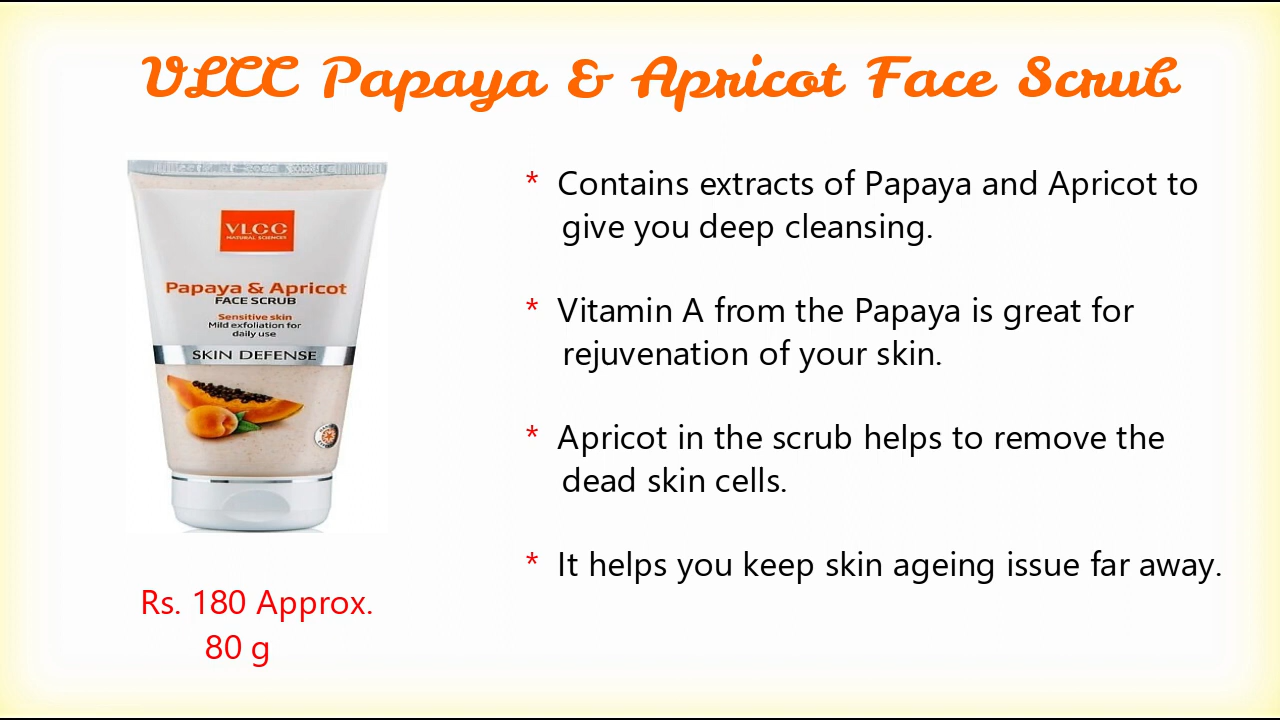 VLCC Papaya & Apricot Face Scrub
* Contains extracts of Papaya and Apricot to
give you deep cleansing.
* Vitamin A from the Papaya is great for
rejuvenation of your skin.
* Apricot in the scrub helps to remove the
dead skin cells.
* It helps you keep skin ageing issue far away.
VLCC
NATURAL SCIENCES
Papaya & Apricot
FACE SCRUB
Sensitive skin
Mild exfoliation for
daily use
SKIN DEFENSE
Rs. 180 Approx.
80 g